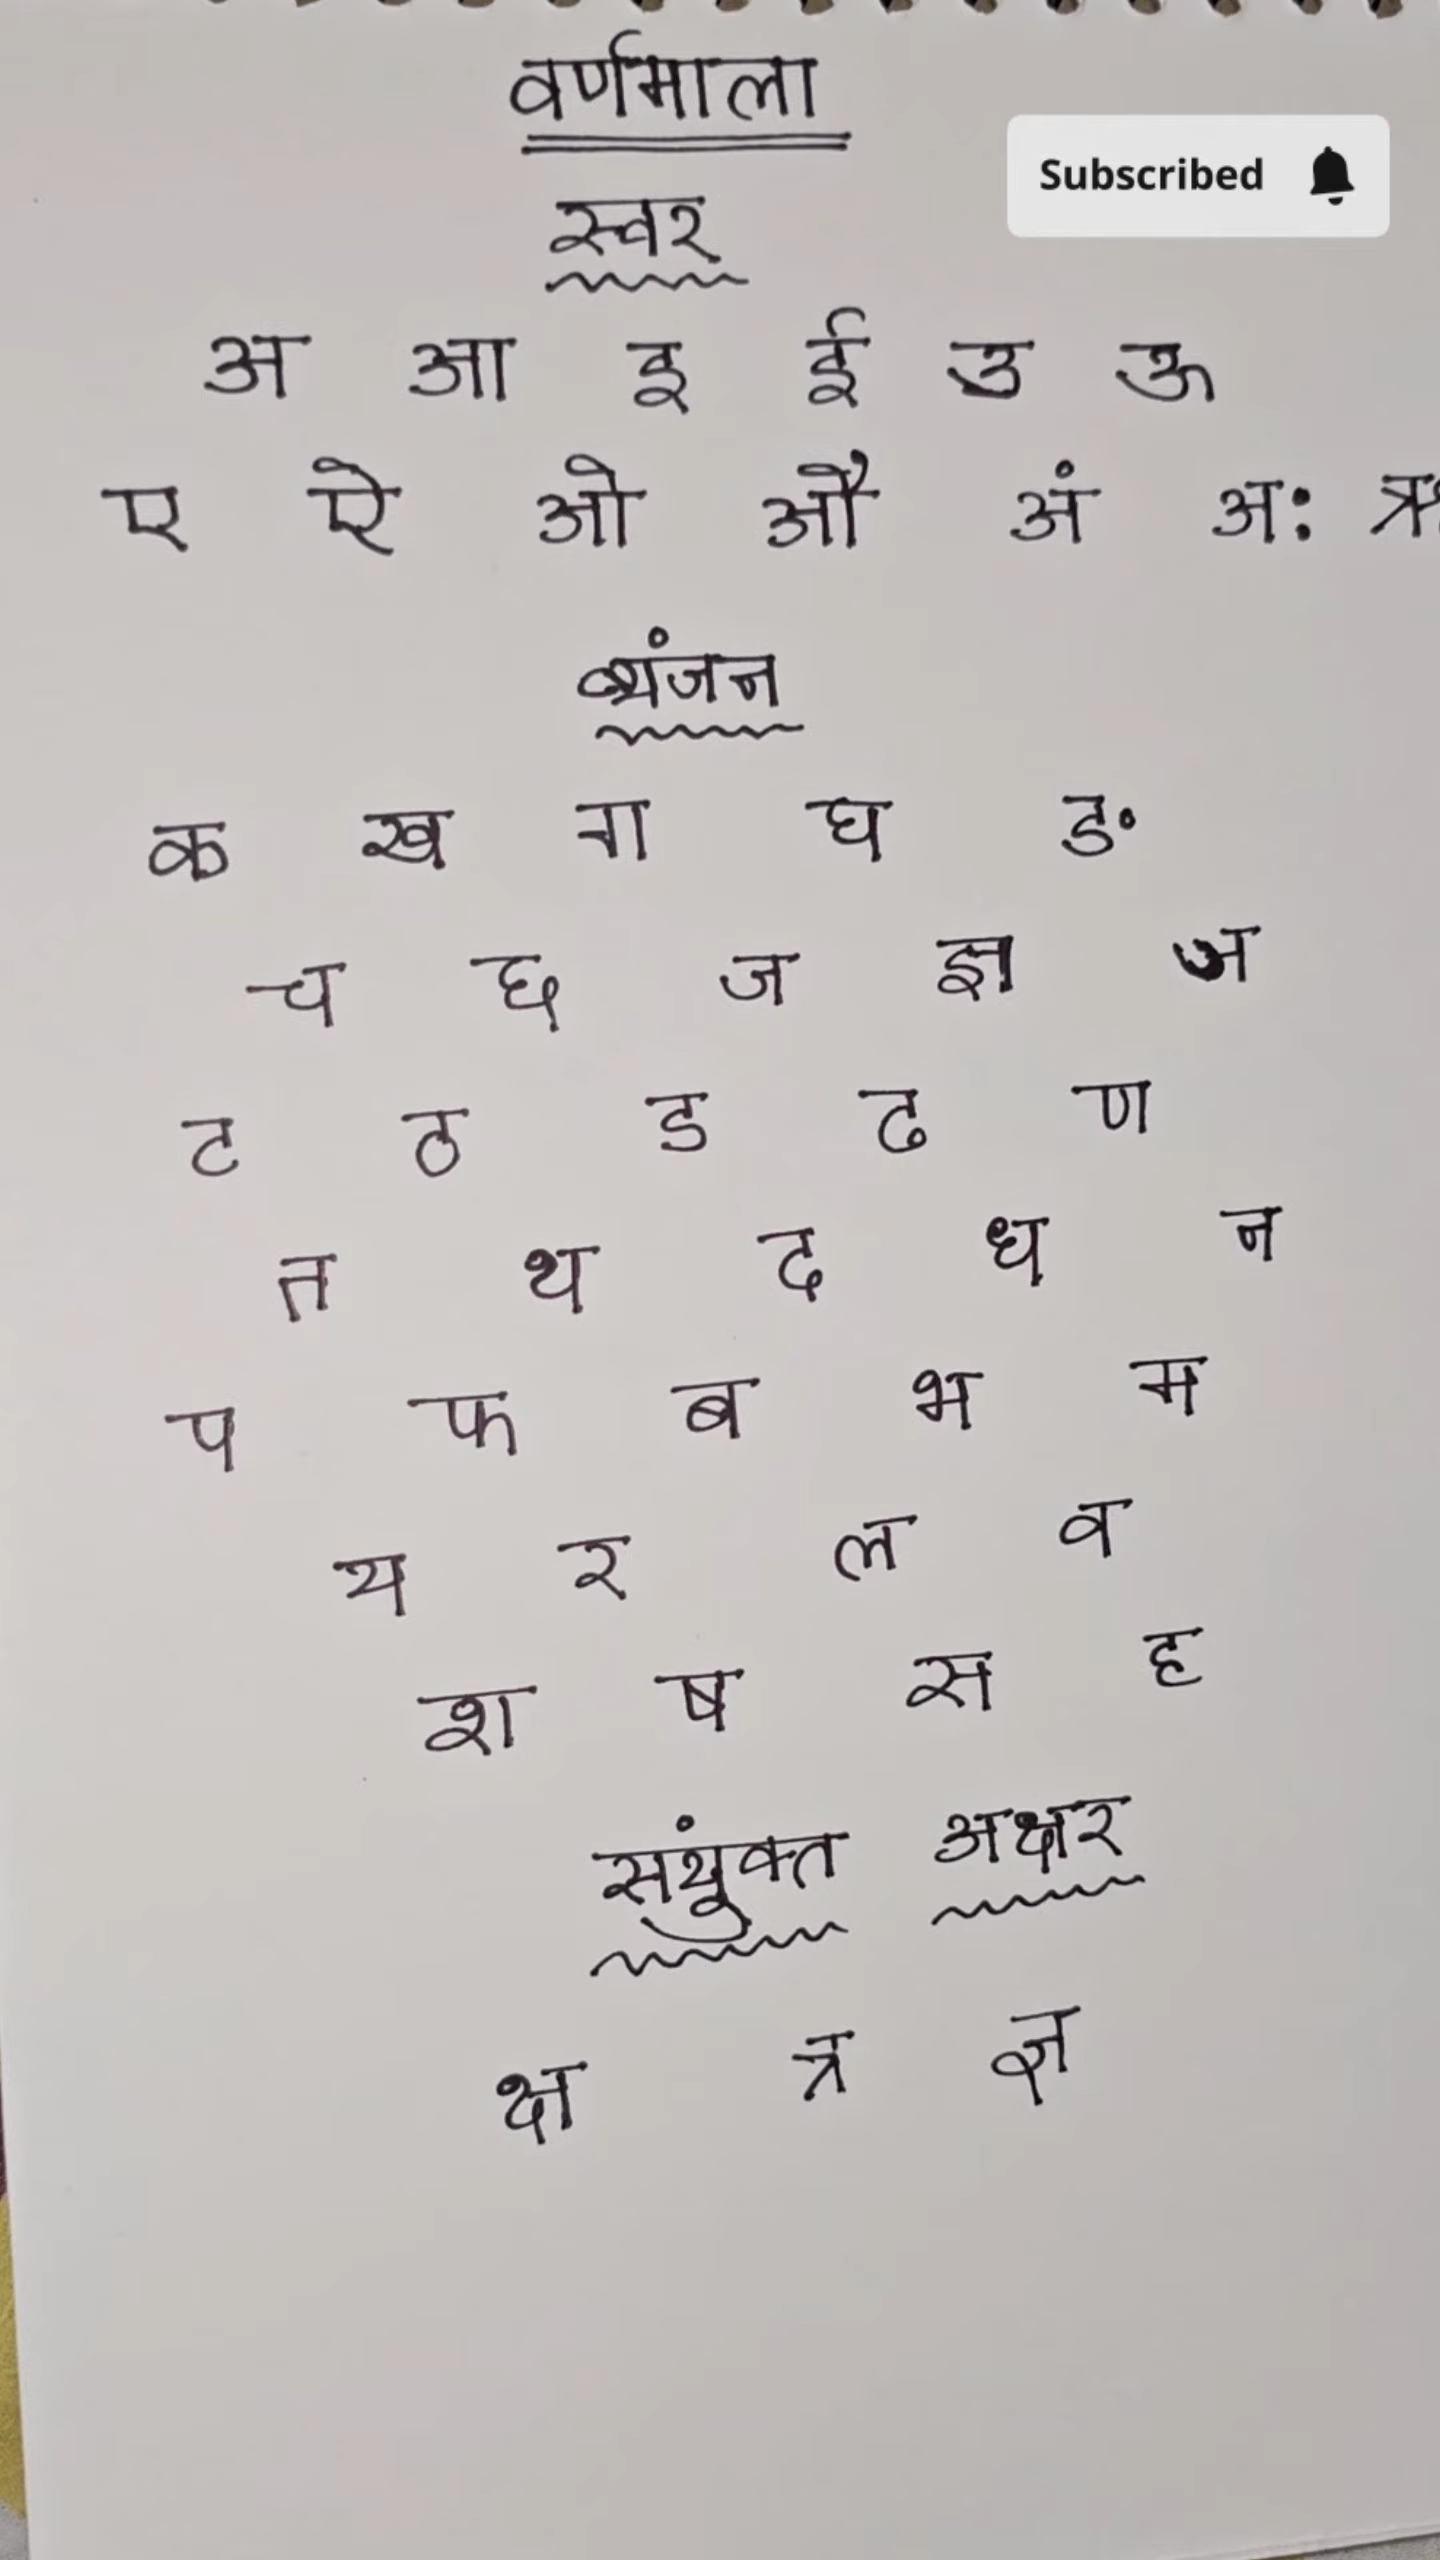 वर्णमाला
Subscribed
स्वर
अ आ इ ई उ ऊ
ए ऐ ओ औ अं अः ऋ
व्यंजन
क ख ग घ ङ
च छ ज झ ञ
ट ठ ड ढ ण
त थ द ध न
प फ ब भ म
य र ल व
श ष स ह
संयुक्त अक्षर
क्ष त्र ज्ञ